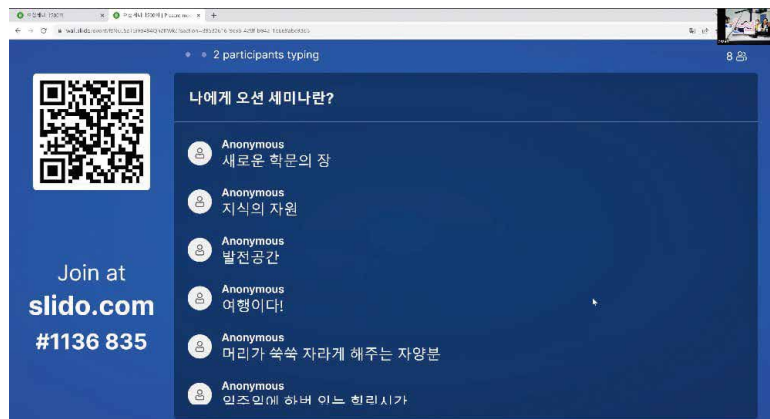 2 participants typing
8
나에게 오션 세미나란?
Anonymous
새로운 학문의 장
Anonymous
지식의 자원
Anonymous
발전공간
Anonymous
여행이다!
Anonymous
머리가 쑥쑥 자라게 해주는 자양분
Anonymous
Join at
slido.com
#1136 835